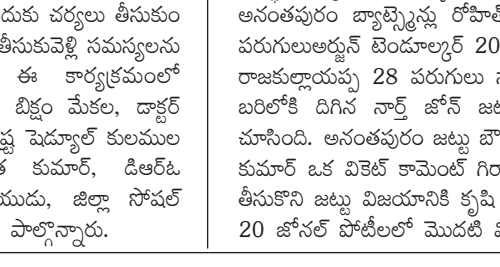 దుకు చర్యలు తీసుకుం
తీసుకువెళ్లి సమస్యలను
ఈ కార్యక్రమంలో
బిక్షం మేకల, డాక్టర్
ష్ట్ర షెడ్యూల్ కులముల
త కుమార్, డిఆర్ఓ
యుడు, జిల్లా సోషల్
పాల్గొన్నారు.
అనంతపురం బ్యాట్స్మెన్లు రోహిత్
పరుగులుఅర్జున్ టెండూల్కర్ 20
రాజకుల్లాయప్ప 28 పరుగులు
బరిలోకి దిగిన నార్త్ జోన్ జట
చూసింది. అనంతపురం జట్టు బౌ
కుమార్ ఒక వికెట్ కామెంట్ గిరా
తీసుకొని జట్టు విజయానికి కృషి
20 జోనల్ పోటీలలో మొదటి